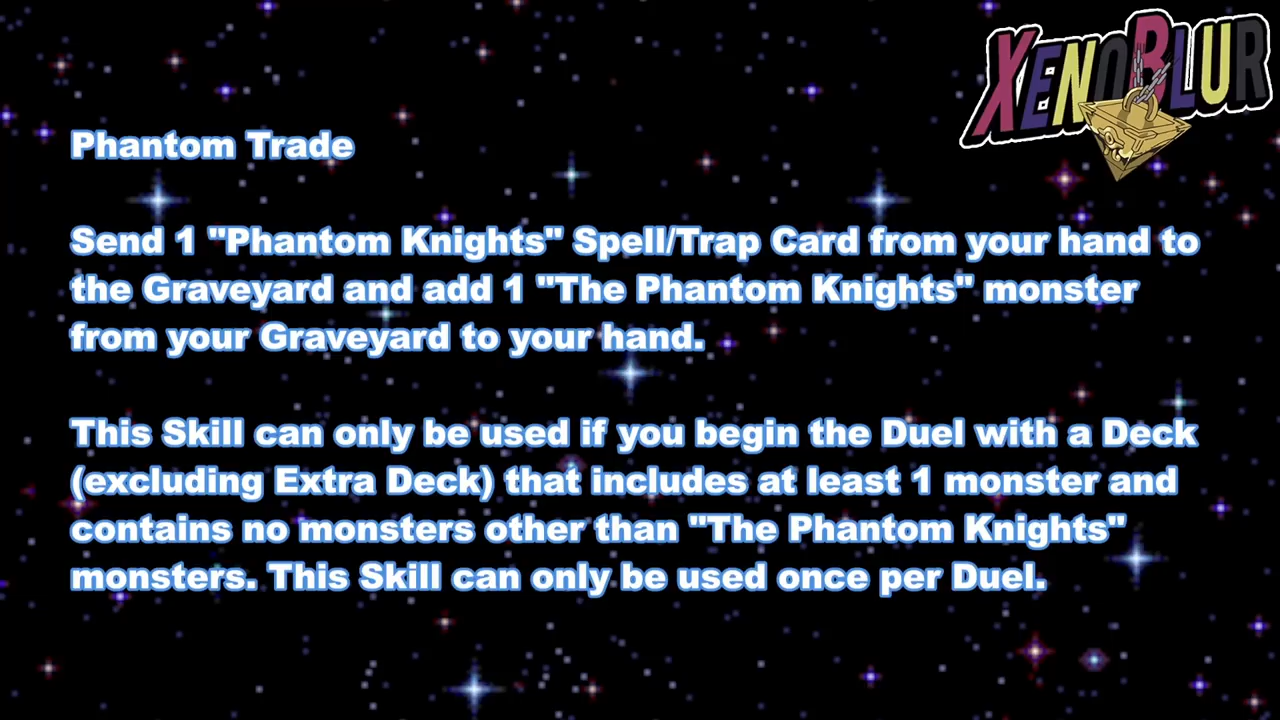 XENOBLUR
Phantom Trade
Send 1 "Phantom Knights" Spell/Trap Card from your hand to
the Graveyard and add 1 "The Phantom Knights" monster
from your Graveyard to your hand.
This Skill can only be used if you begin the Duel with a Deck
(excluding Extra Deck) that includes at least 1 monster and
contains no monsters other than "The Phantom Knights"
monsters. This Skill can only be used once per Duel.